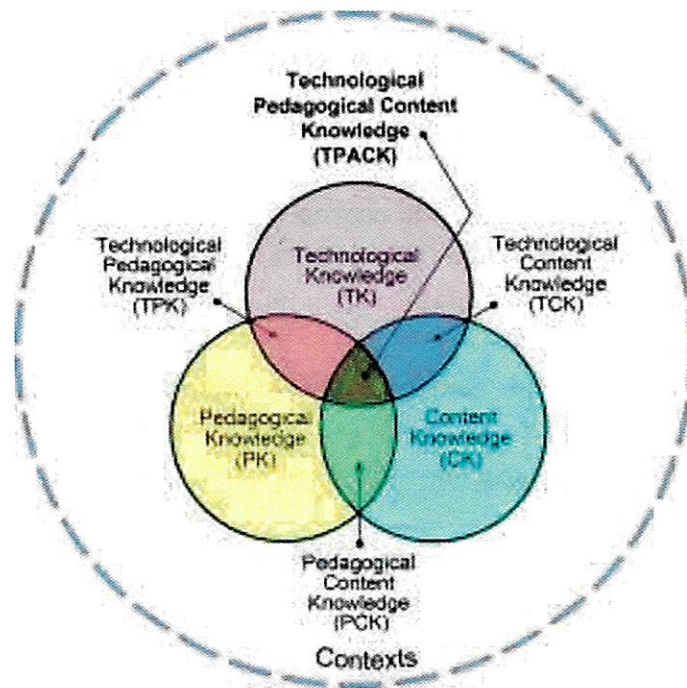 Technological
Pedagogical Content
Knowledge
(TPACK)
Technological
Pedagogical
Knowledge
(TPK)
Technological
Knowledge
(TK)
Technological
Content
Knowledge
(TCK)
Pedagogical
Knowledge
(PK)
Content
Knowledge
(CK)
Pedagogical
Content
Knowledge
(PCK)
Contexts